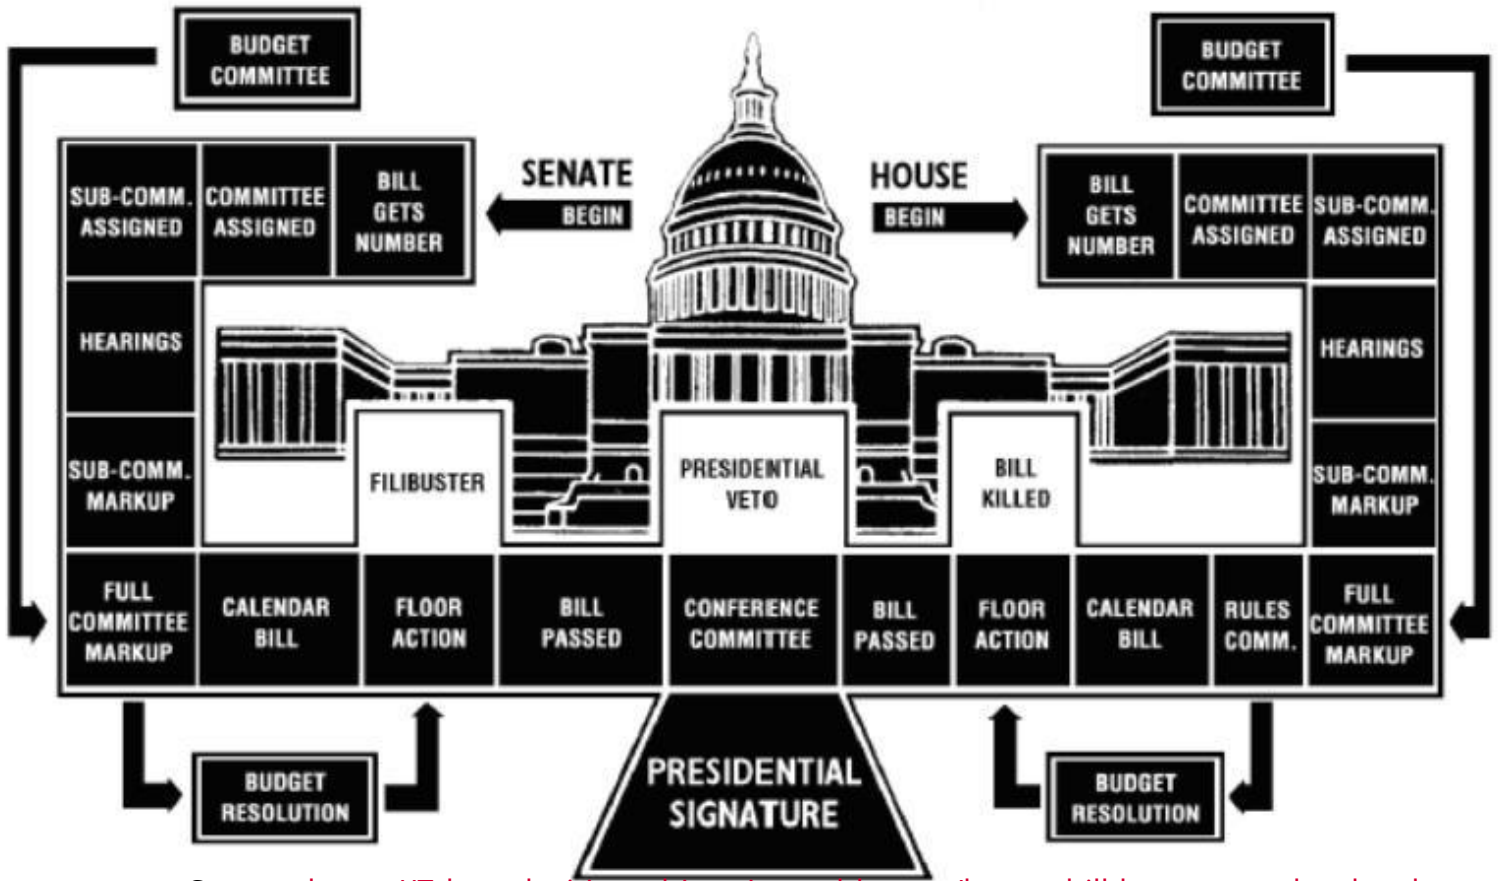 BUDGET
COMMITTEE
BUDGET
COMMITTEE
SENATE
BEGIN
HOUSE
BEGIN
SUB-COMM.
ASSIGNED
COMMITTEE
ASSIGNED
BILL
GETS
NUMBER
BILL
GETS
NUMBER
COMMITTEE
ASSIGNED
SUB-COMM.
ASSIGNED
HEARINGS
HEARINGS
SUB-COMM.
MARKUP
FILIBUSTER
PRESIDENTIAL
VETO
BILL
KILLED
SUB-COMM.
MARKUP
FULL
COMMITTEE
MARKUP
CALENDAR
BILL
FLOOR
ACTION
BILL
PASSED
CONFERENCE
COMMITTEE
BILL
PASSED
FLOOR
ACTION
CALENDAR
BILL
RULES
COMM.
FULL
COMMITTEE
MARKUP
BUDGET
RESOLUTION
PRESIDENTIAL
SIGNATURE
BUDGET
RESOLUTION